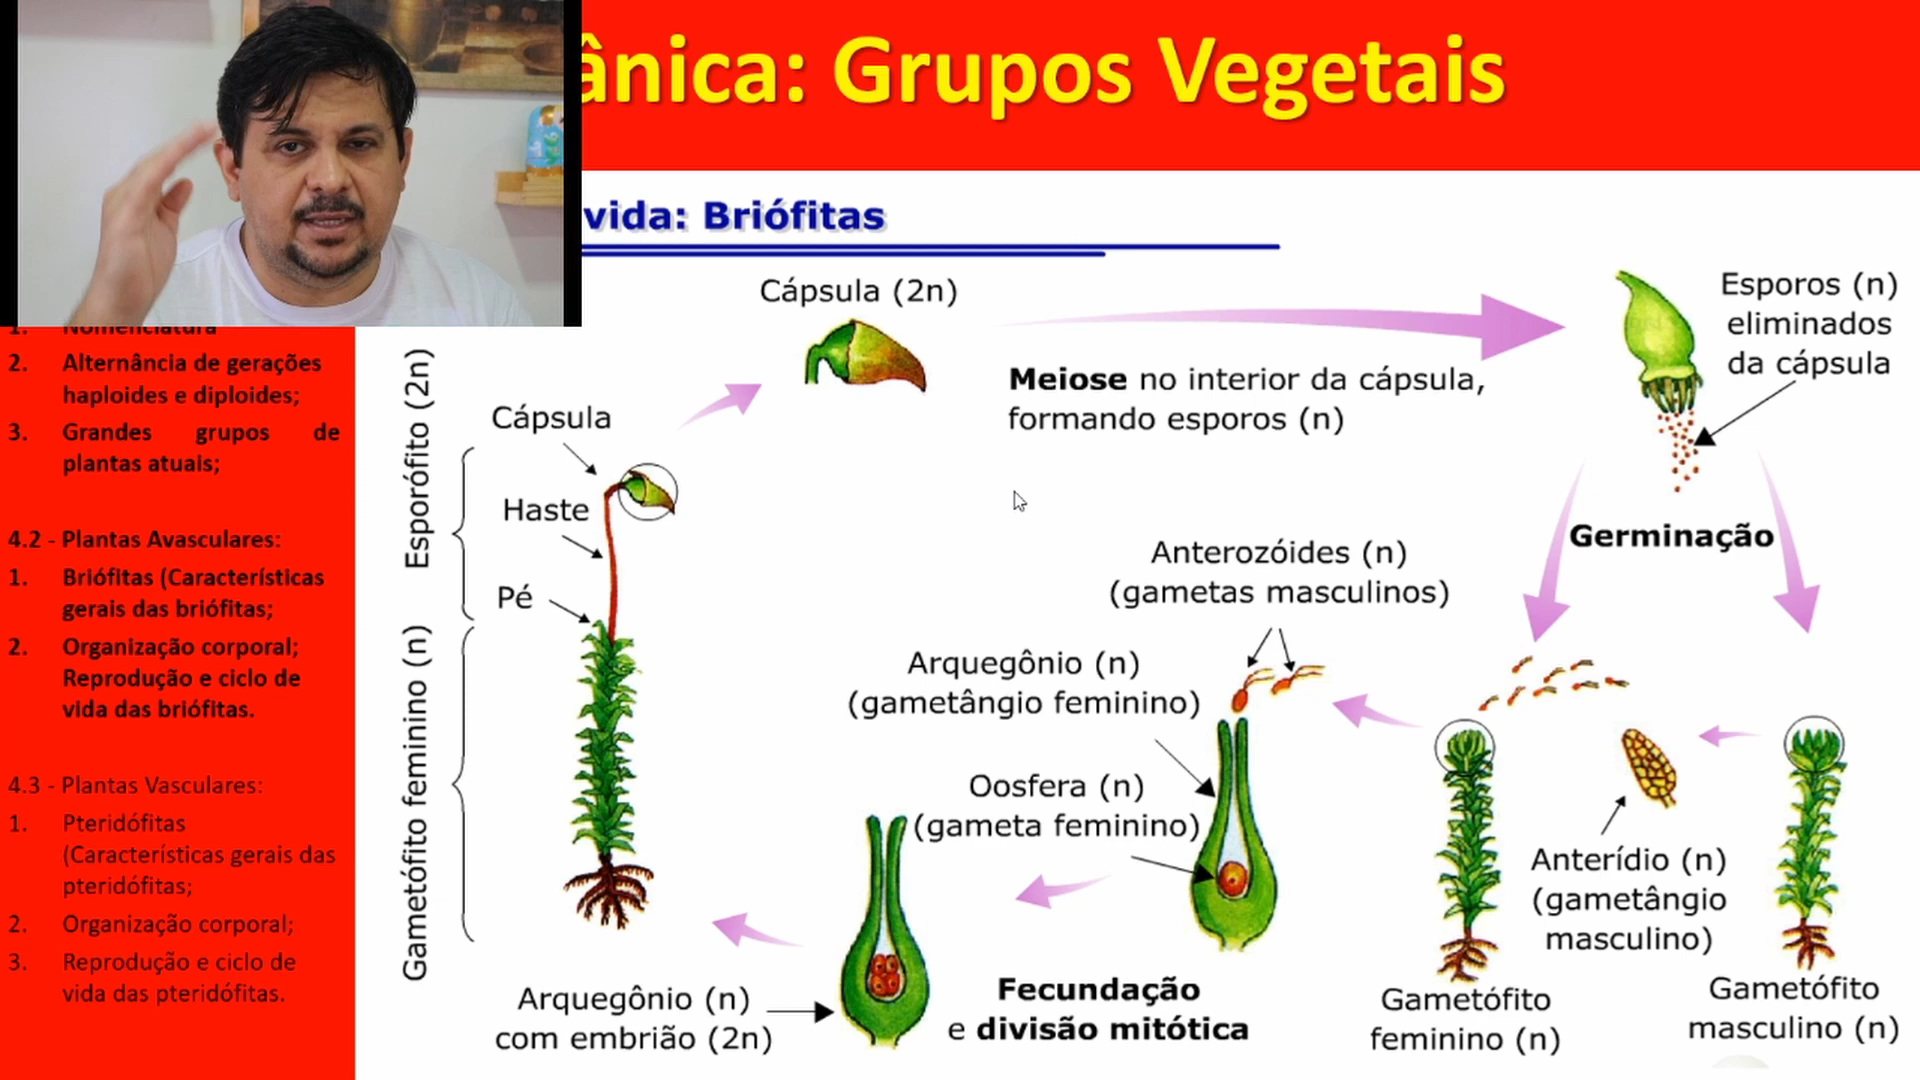 ânica: Grupos Vegetais
vida: Briófitas
1. Nomenclatura
2. Alternância de gerações
haploides e diploides;
3. Grandes grupos de
plantas atuais;
4.2 - Plantas Avasculares:
1. Briófitas (Características
gerais das briófitas;
2. Organização corporal;
Reprodução e ciclo de
vida das briófitas.
4.3 - Plantas Vasculares:
1. Pteridófitas
(Características gerais das
pteridófitas;
2. Organização corporal;
3. Reprodução e ciclo de
vida das pteridófitas.
Cápsula (2n)
Meiose no interior da cápsula,
formando esporos (n)
Esporos (n)
eliminados
da cápsula
Esporófito (2n)
Cápsula
Haste
Pé
Gametófito feminino (n)
Germinação
Anterozóides (n)
(gametas masculinos)
Arquegônio (n)
(gametângio feminino)
Oosfera (n)
(gameta feminino)
Anterídio (n)
(gametângio
masculino)
Arquegônio (n)
com embrião (2n)
Fecundação
e divisão mitótica
Gametófito
feminino (n)
Gametófito
masculino (n)